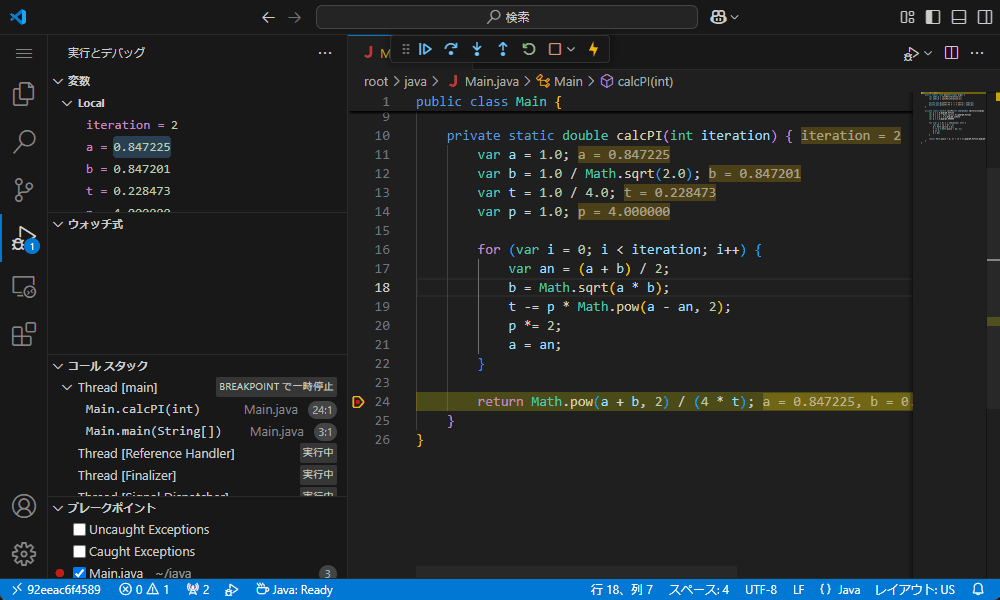 検索
実行とデバッグ
変数
Local
iteration = 2
a = 0.847225
b = 0.847201
t = 0.228473
ウォッチ式
コール スタック
Thread [main] BREAKPOINT で一時停止
Main.calcPI(int) Main.java 24:1
Main.main(String[]) Main.java 3:1
Thread [Reference Handler] 実行中
Thread [Finalizer] 実行中
ブレークポイント
Uncaught Exceptions
Caught Exceptions
Main.java ~/java 3
root > java > J Main.java > Main > calcPI(int)
1 public class Main {
9
10 private static double calcPI(int iteration) { iteration = 2
11 var a = 1.0; a = 0.847225
12 var b = 1.0 / Math.sqrt(2.0); b = 0.847201
13 var t = 1.0 / 4.0; t = 0.228473
14 var p = 1.0; p = 4.000000
15
16 for (var i = 0; i < iteration; i++) {
17 var an = (a + b) / 2;
18 b = Math.sqrt(a * b);
19 t -= p * Math.pow(a - an, 2);
20 p *= 2;
21 a = an;
22 }
23
24 return Math.pow(a + b, 2) / (4 * t); a = 0.847225, b = 0.
25 }
26 }
92eeac6f4589 0 1 2 Java: Ready 行 18、列 7 スペース: 4 UTF-8 LF {} Java レイアウト: US